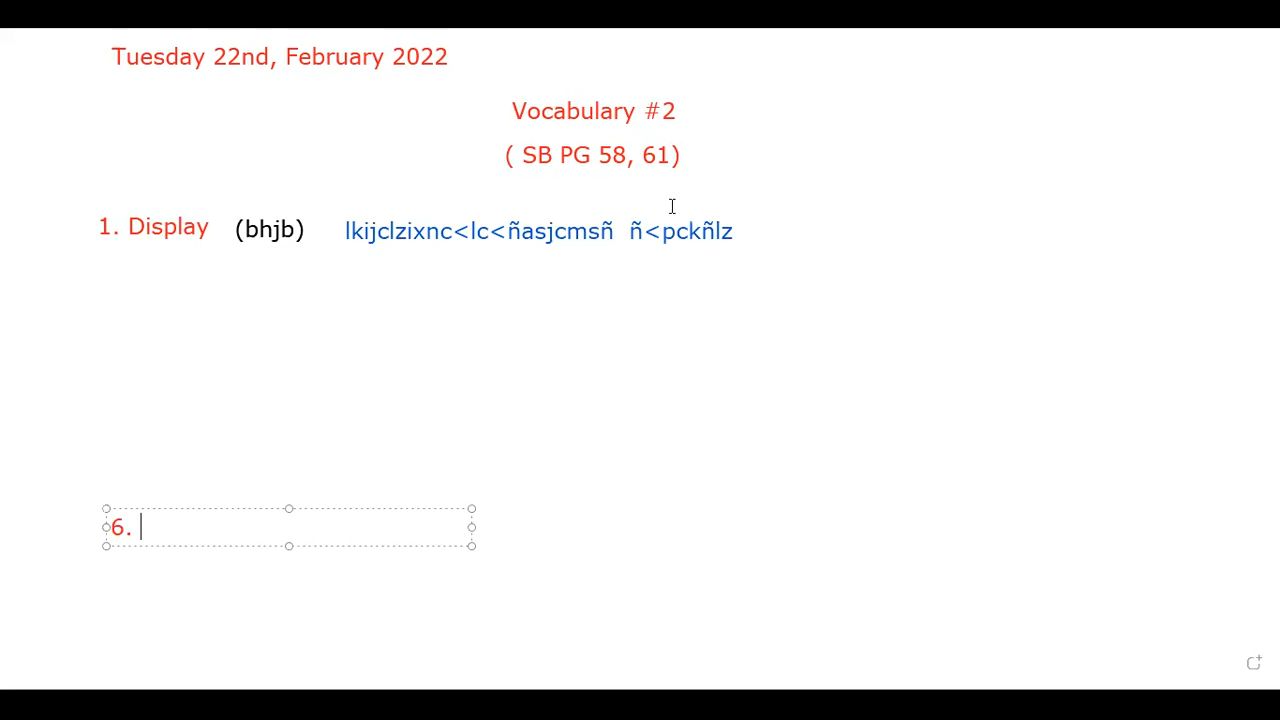 Tuesday 22nd, February 2022
Vocabulary #2
( SB PG 58, 61)
1. Display (bhjb) lkijclzixnc<lc<ñasjcmsñ ñ<pckñlz
6.